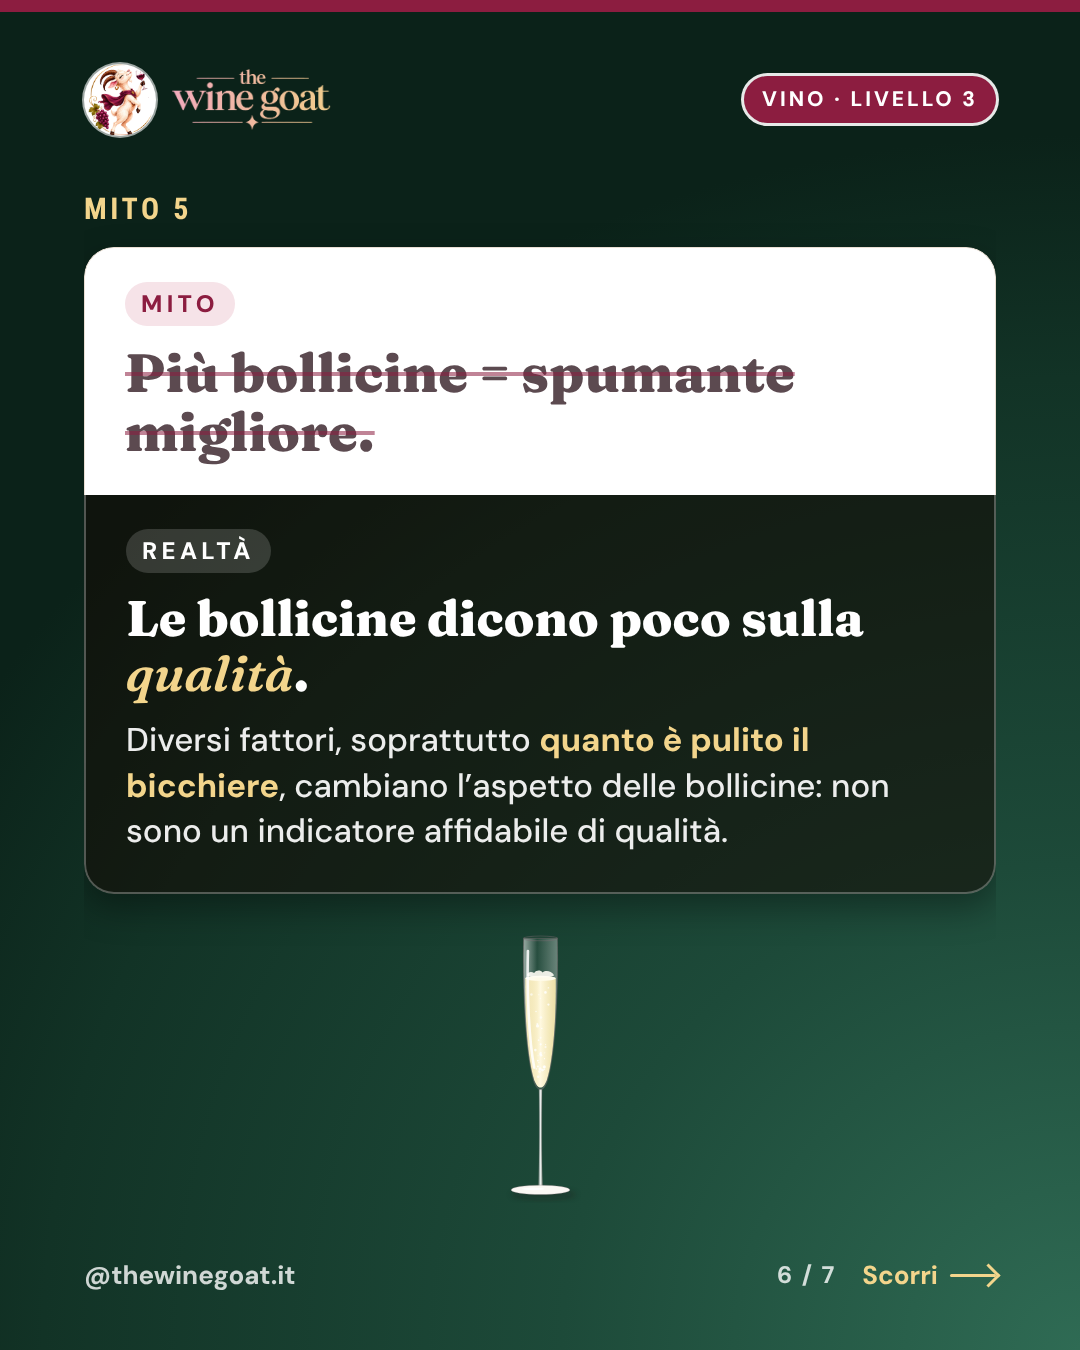 the
wine goat
VINO · LIVELLO 3
MITO 5
MITO
Più bollicine = spumante
migliore.
REALTÀ
Le bollicine dicono poco sulla
qualità.
Diversi fattori, soprattutto quanto è pulito il
bicchiere, cambiano l’aspetto delle bollicine: non
sono un indicatore affidabile di qualità.
@thewinegoat.it
6 / 7 Scorri